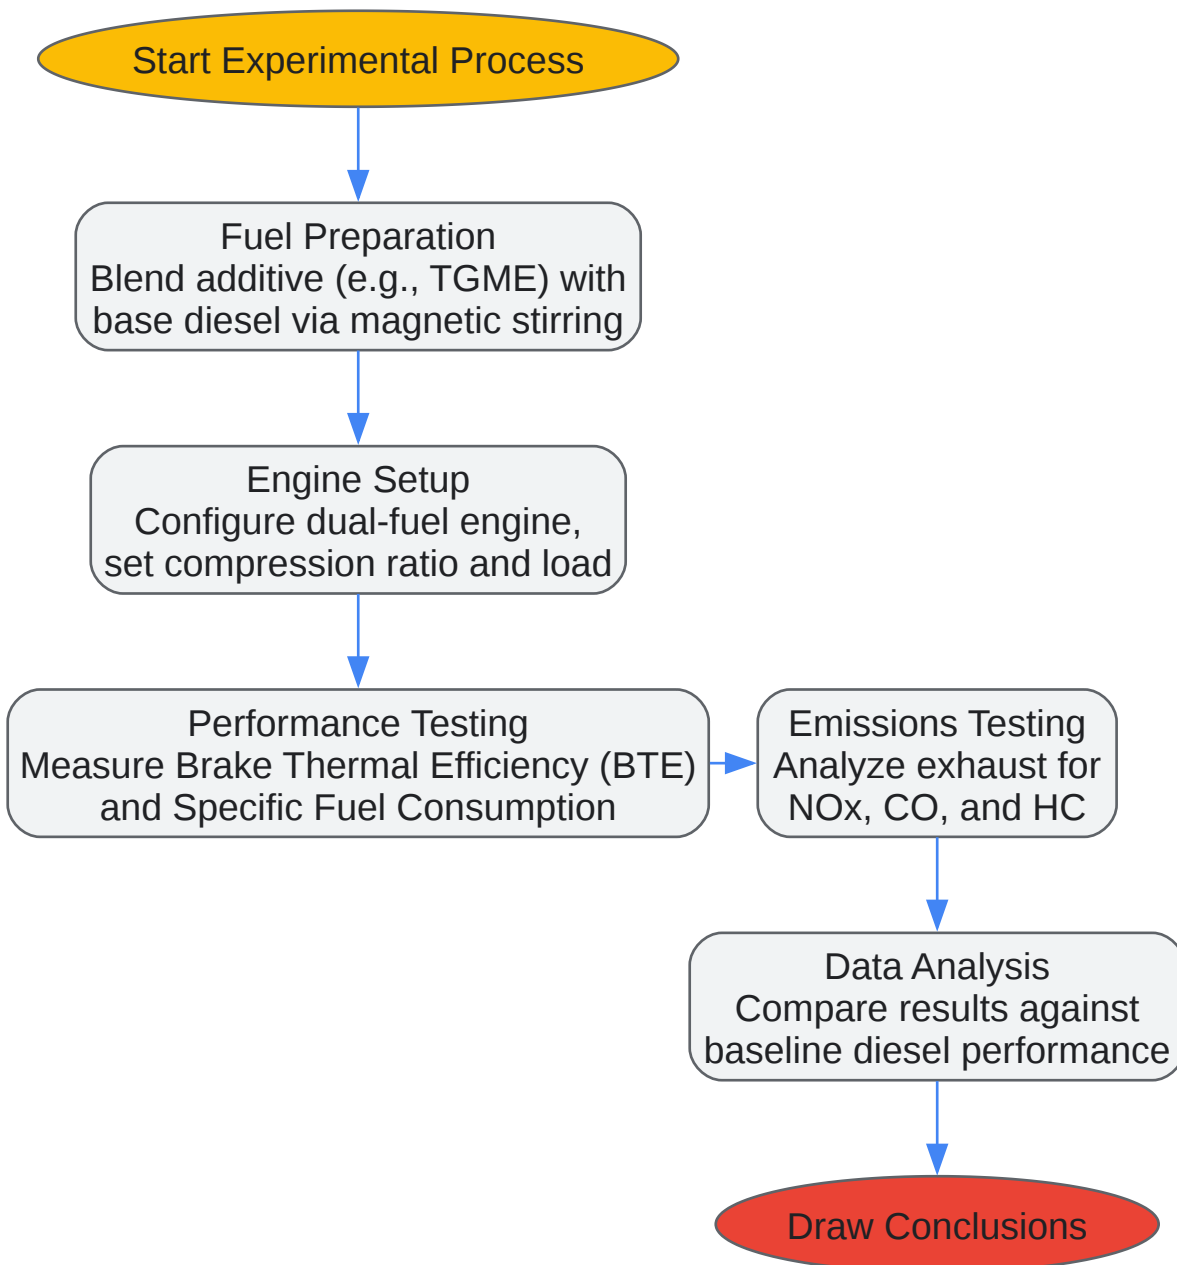 Start Experimental Process
Fuel Preparation
Blend additive (e.g., TGME) with
base diesel via magnetic stirring
Engine Setup
Configure dual-fuel engine,
set compression ratio and load
Performance Testing
Measure Brake Thermal Efficiency (BTE)
and Specific Fuel Consumption
Emissions Testing
Analyze exhaust for
NOx, CO, and HC
Data Analysis
Compare results against
baseline diesel performance
Draw Conclusions